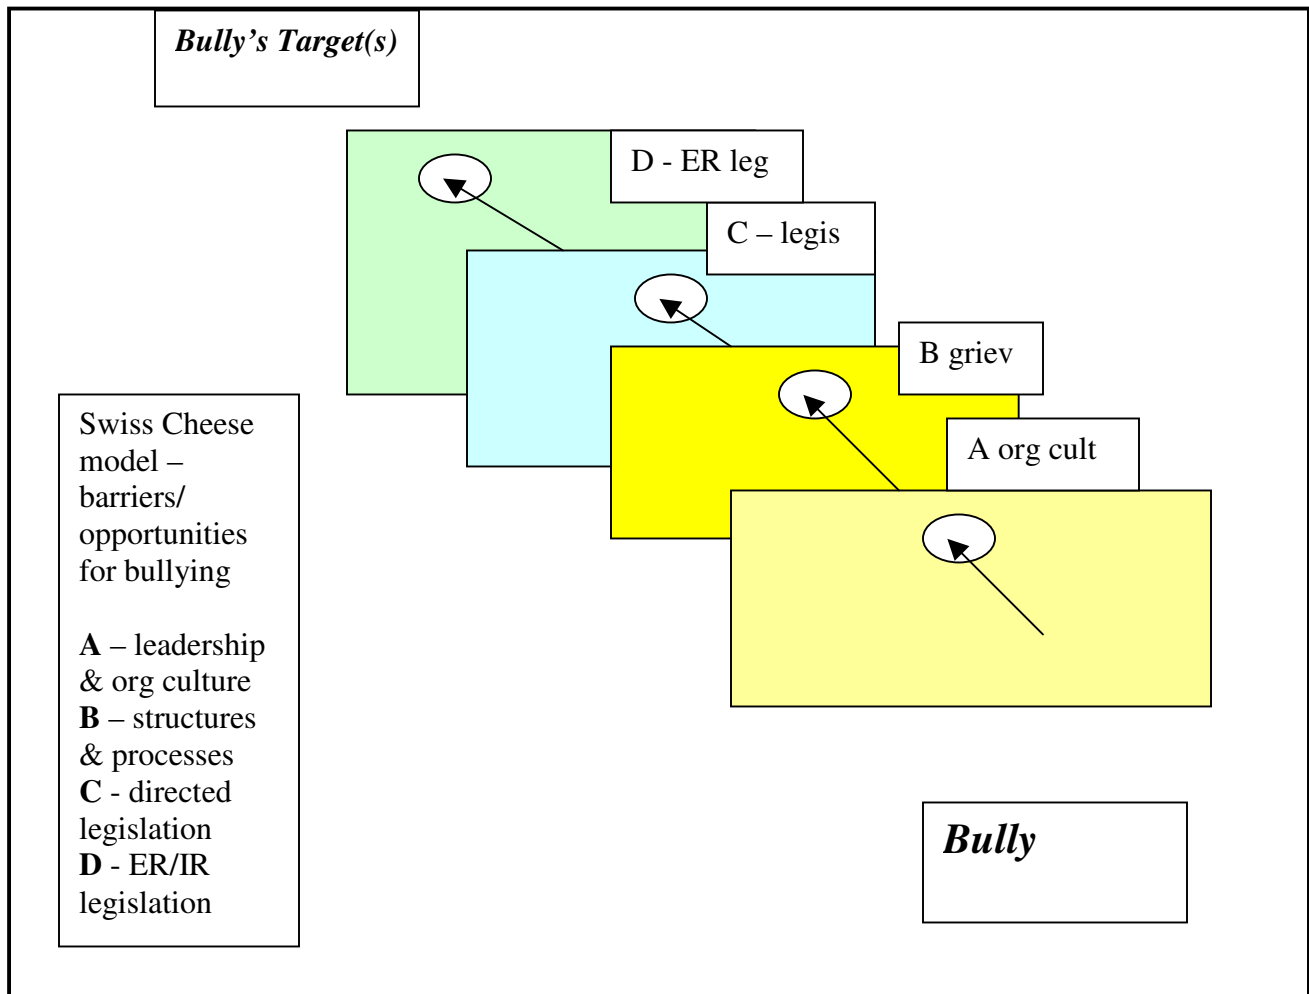 Bully’s Target(s)
D - ER leg
C – legis
B griev
A org cult
Swiss Cheese
model –
barriers/
opportunities
for bullying
A – leadership
& org culture
B – structures
& processes
C - directed
legislation
D - ER/IR
legislation
Bully